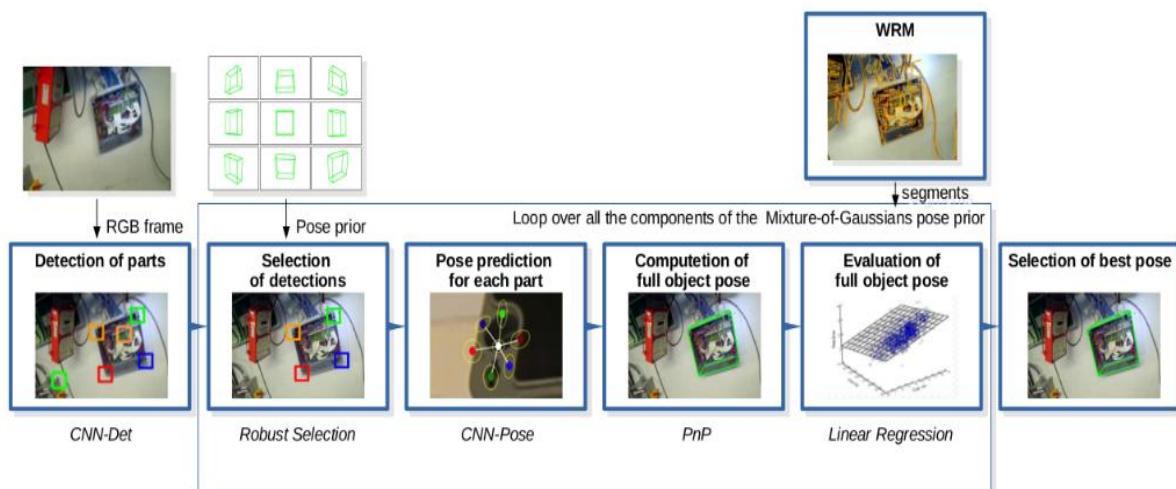 WRM
segments
RGB frame
Pose prior
Loop over all the components of the Mixture-of-Gaussians pose prior
Detection of parts
Selection
of detections
Pose prediction
for each part
Computetion of
full object pose
Evaluation of
full object pose
Selection of best pose
CNN-Det
Robust Selection
CNN-Pose
PnP
Linear Regression